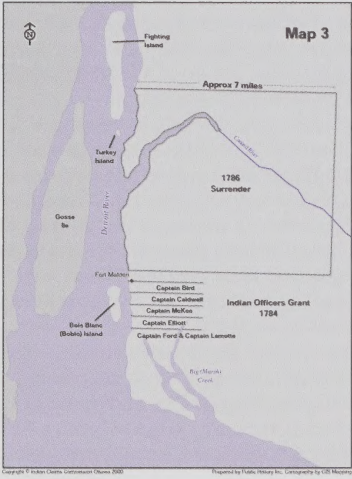 Map 3
N
Fighting
Island
Approx 7 miles
Turkey
Island
1786
Surrender
Detroit River
Gosse
Ile
Fort Malden
Captain Bird
Captain Caldwell
Captain McKee
Captain Elliott
Captain Ford & Captain Lamotte
Indian Officers Grant
1784
Bois Blanc
(Boblo) Island
Creek
Copyright © Indian Claims Commission Ottawa 2000
Prepared by Public History Inc. Cartography by GIS Mapping